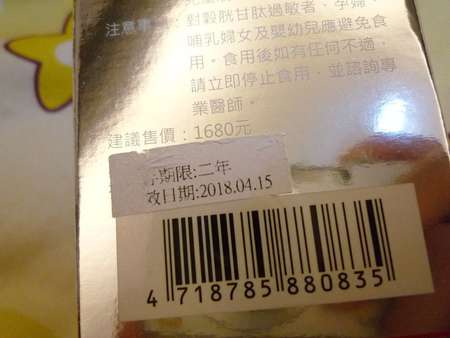 注意事
對穀胱甘肽過敏者、孕婦、
哺乳婦女及嬰幼兒應避免食
用。食用後如有任何不適,
請立即停止食用,並諮詢專
業醫師。
建議售價:1680元
期限:二年
日期:2018.04.15
4 718785 880835